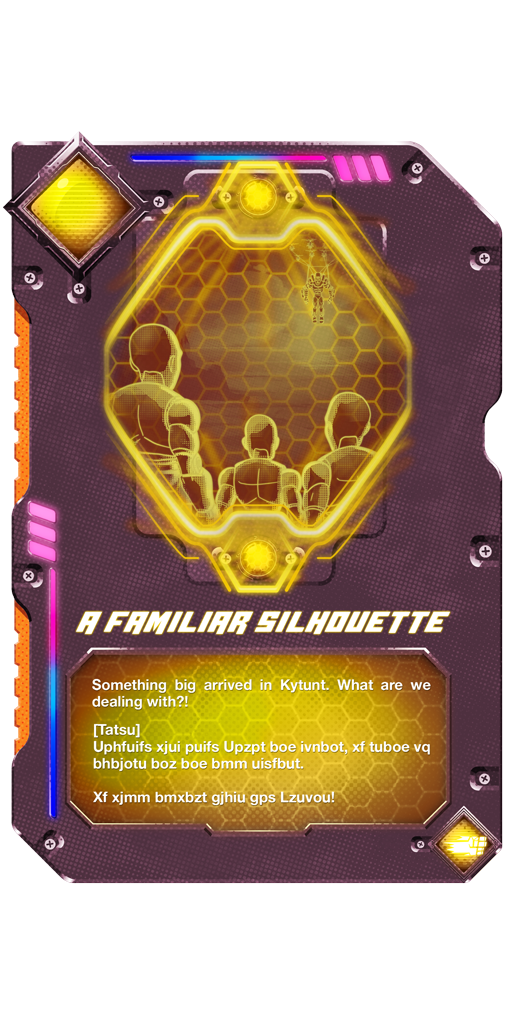 A FAMILIAR SILHOUETTE
Something big arrived in Kytunt. What are we
dealing with?!
[Tatsu]
Uphfuifs xjui puifs Upzpt boe ivnbot, xf tuboe vq
bhbjotu boz boe bmm uisfbut.
Xf xjmm bmxbzt gjhiu gps Lzuvou!